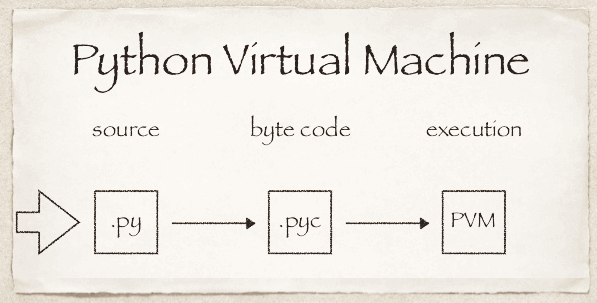 Python Virtual Machine
source byte code execution
.py .pyc PVM